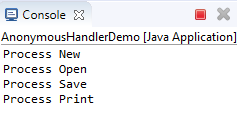 Console
AnonymousHandlerDemo [Java Application]
Process New
Process Open
Process Save
Process Print